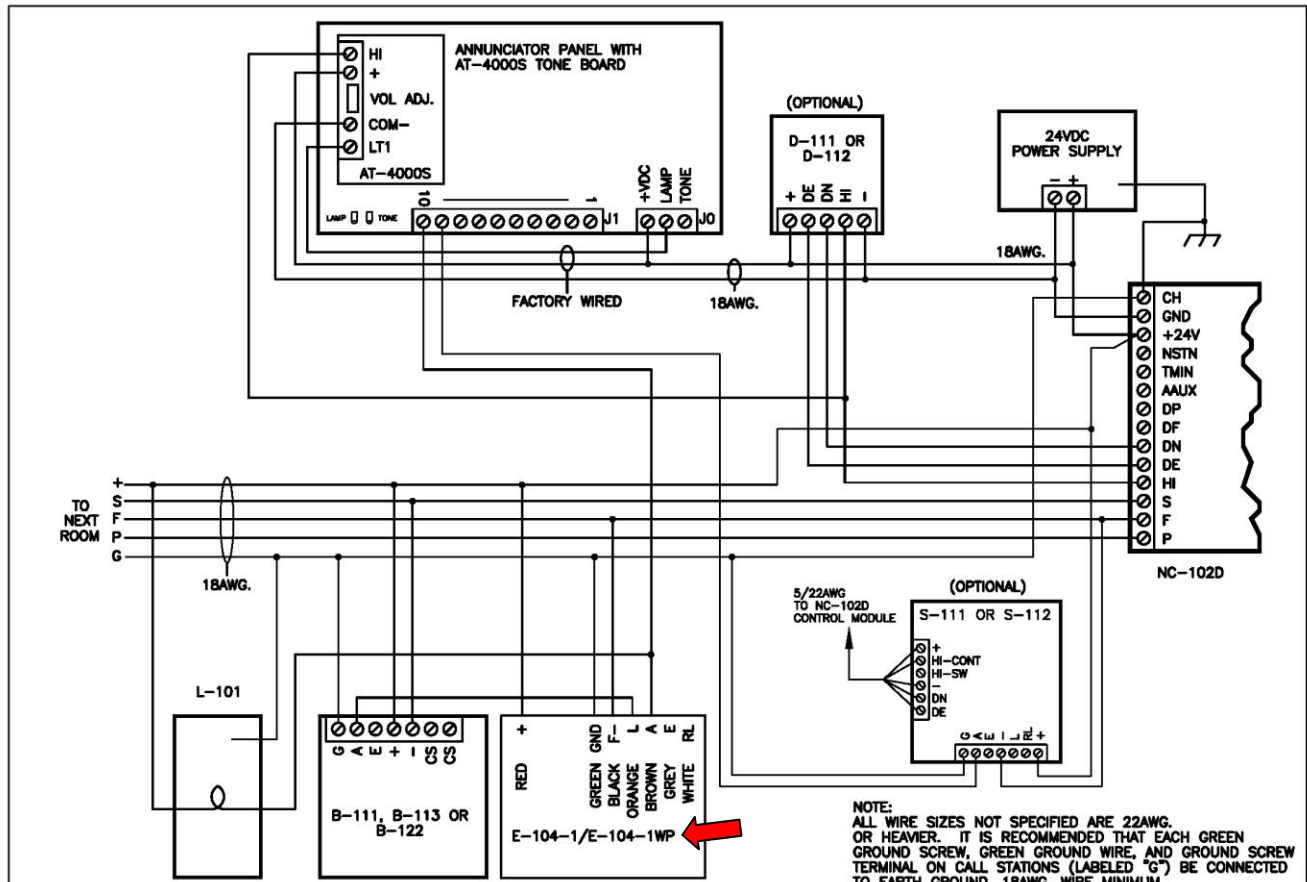 ANNUNCIATOR PANEL WITH
AT-4000S TONE BOARD
HI
+
VOL ADJ.
COM-
LT1
AT-4000S
LAMP TONE
10
1
J1
+VDC
LAMP
TONE
J0
FACTORY WIRED
18AWG.
(OPTIONAL)
D-111 OR
D-112
+
DE
DN
HI
-
24VDC
POWER SUPPLY
- +
18AWG.
CH
GND
+24V
NSTN
TMIN
AAUX
DP
DF
DN
DE
HI
S
F
P
NC-102D
TO
NEXT
ROOM
+
S
F
P
G
18AWG.
L-101
G
A
E
+
-
CS
CS
B-111, B-113 OR
B-122
+
GND
F-
L
A
E
RL
RED
GREEN
BLACK
ORANGE
BROWN
GREY
WHITE
E-104-1/E-104-1WP
5/22AWG
TO NC-102D
CONTROL MODULE
(OPTIONAL)
S-111 OR S-112
+
HI-CONT
HI-SW
-
DN
DE
G
A
E
-
L
RL
+
NOTE:
ALL WIRE SIZES NOT SPECIFIED ARE 22AWG.
OR HEAVIER. IT IS RECOMMENDED THAT EACH GREEN
GROUND SCREW, GREEN GROUND WIRE, AND GROUND SCREW
TERMINAL ON CALL STATIONS (LABELED "G") BE CONNECTED
TO EARTH GROUND. 18AWG. WIRE MINIMUM